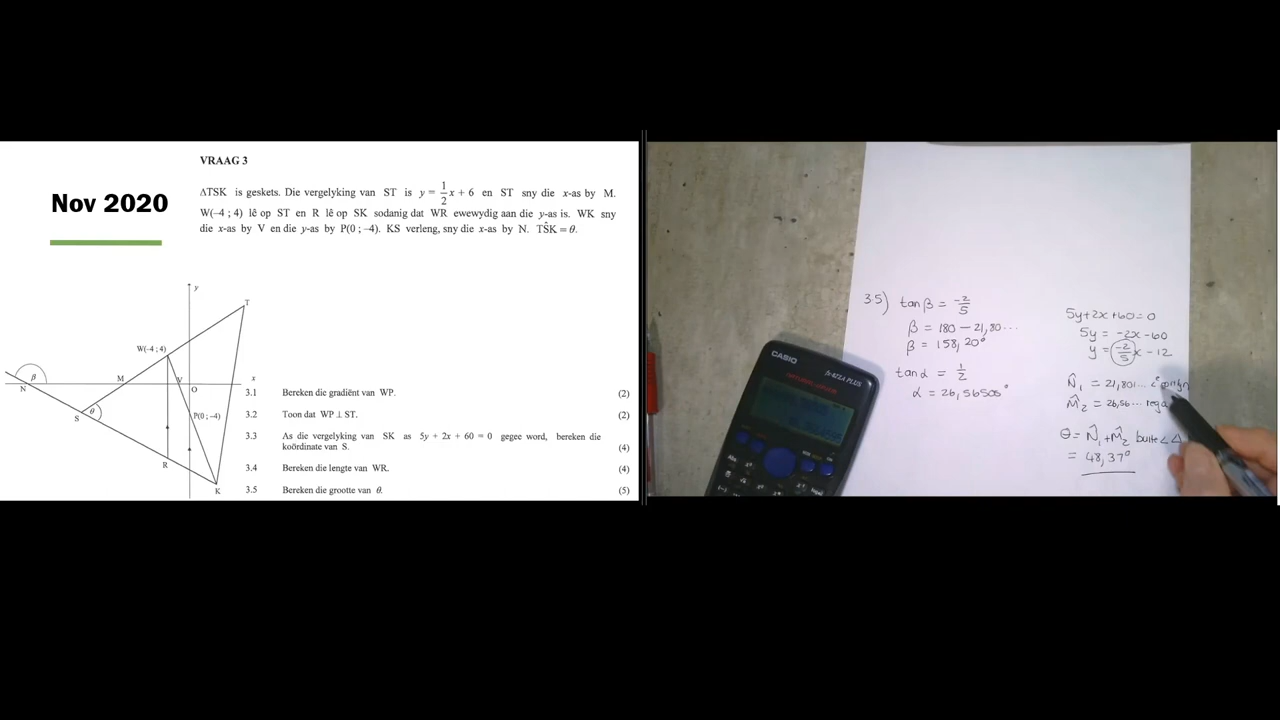 Nov 2020
VRAAG 3
ΔTSK is geskets. Die vergelyking van ST is y = 1/2 x + 6 en ST sny die x-as by M.
W(–4 ; 4) lê op ST en R lê op SK sodanig dat WR ewewydig aan die y-as is. WK sny
die x-as by V en die y-as by P(0 ; –4). KS verleng, sny die x-as by N. TŜK = θ.
y
T
W(-4 ; 4)
β
M
V
x
N
O
S
θ
P(0 ; –4)
R
K
3.1 Bereken die gradiënt van WP. (2)
3.2 Toon dat WP ⊥ ST. (2)
3.3 As die vergelyking van SK as 5y + 2x + 60 = 0 gegee word, bereken die
koördinate van S. (4)
3.4 Bereken die lengte van WR. (4)
3.5 Bereken die grootte van θ. (5)
3.5) tan β = -2/5
β = 180 – 21,80...
β = 158,20°
tan α = 1/2
α = 26,56505°
5y+2x+60=0
5y = -2x-60
y = -2/5 x - 12
N̂1 = 21,801...
M̂2 = 26,56...
θ = N̂1+M̂2 buite∠ Δ
= 48,37°
CASIO
fx-82ZA PLUS